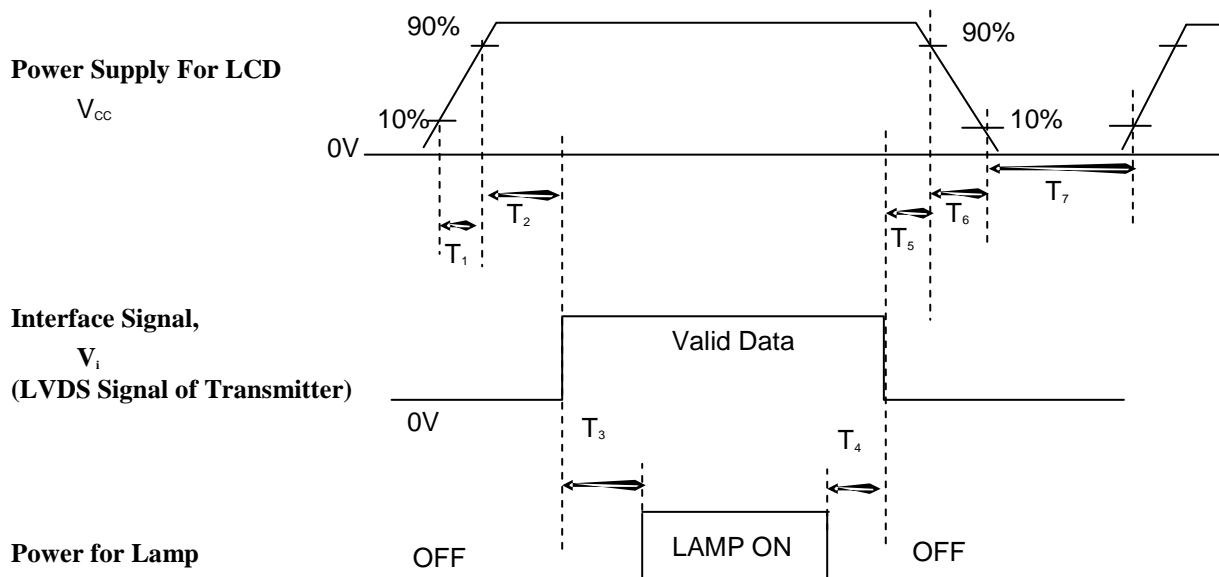 90%
90%
Power Supply For LCD
VCC
10%
10%
0V
T7
T2
T6
T5
T1
Interface Signal,
Vi
(LVDS Signal of Transmitter)
Valid Data
0V
T3
T4
Power for Lamp
OFF
LAMP ON
OFF